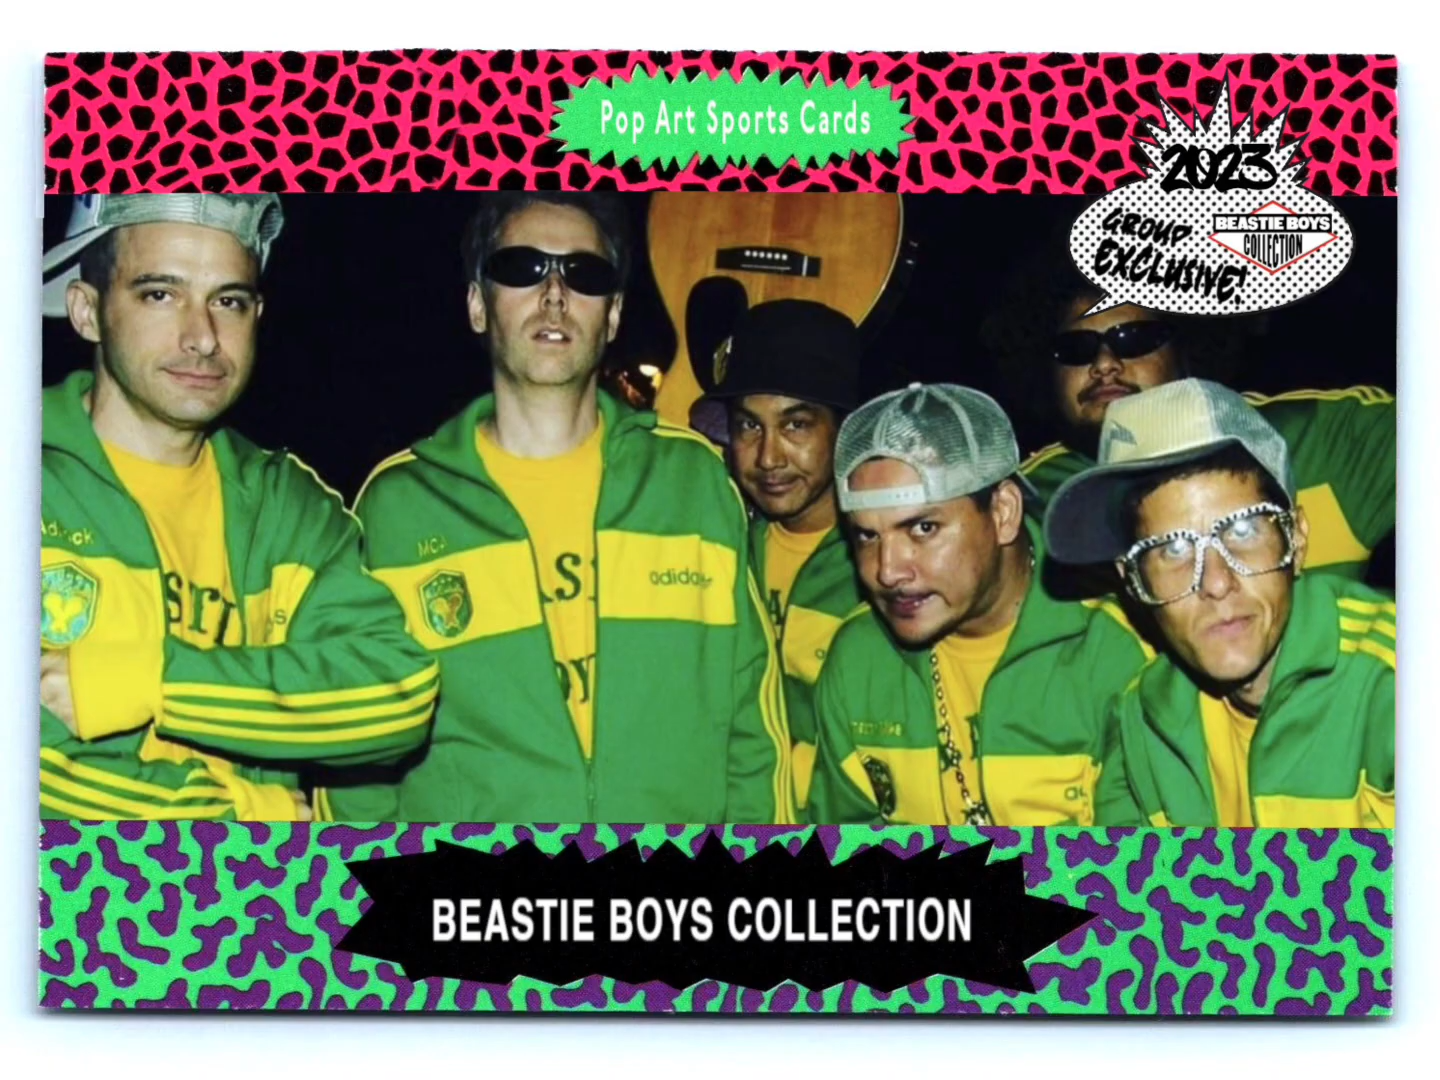 Pop Art Sports Cards
2023
GROUP
EXCLUSIVE!
BEASTIE BOYS
COLLECTION
MCA
adidas
BEASTIE BOYS COLLECTION